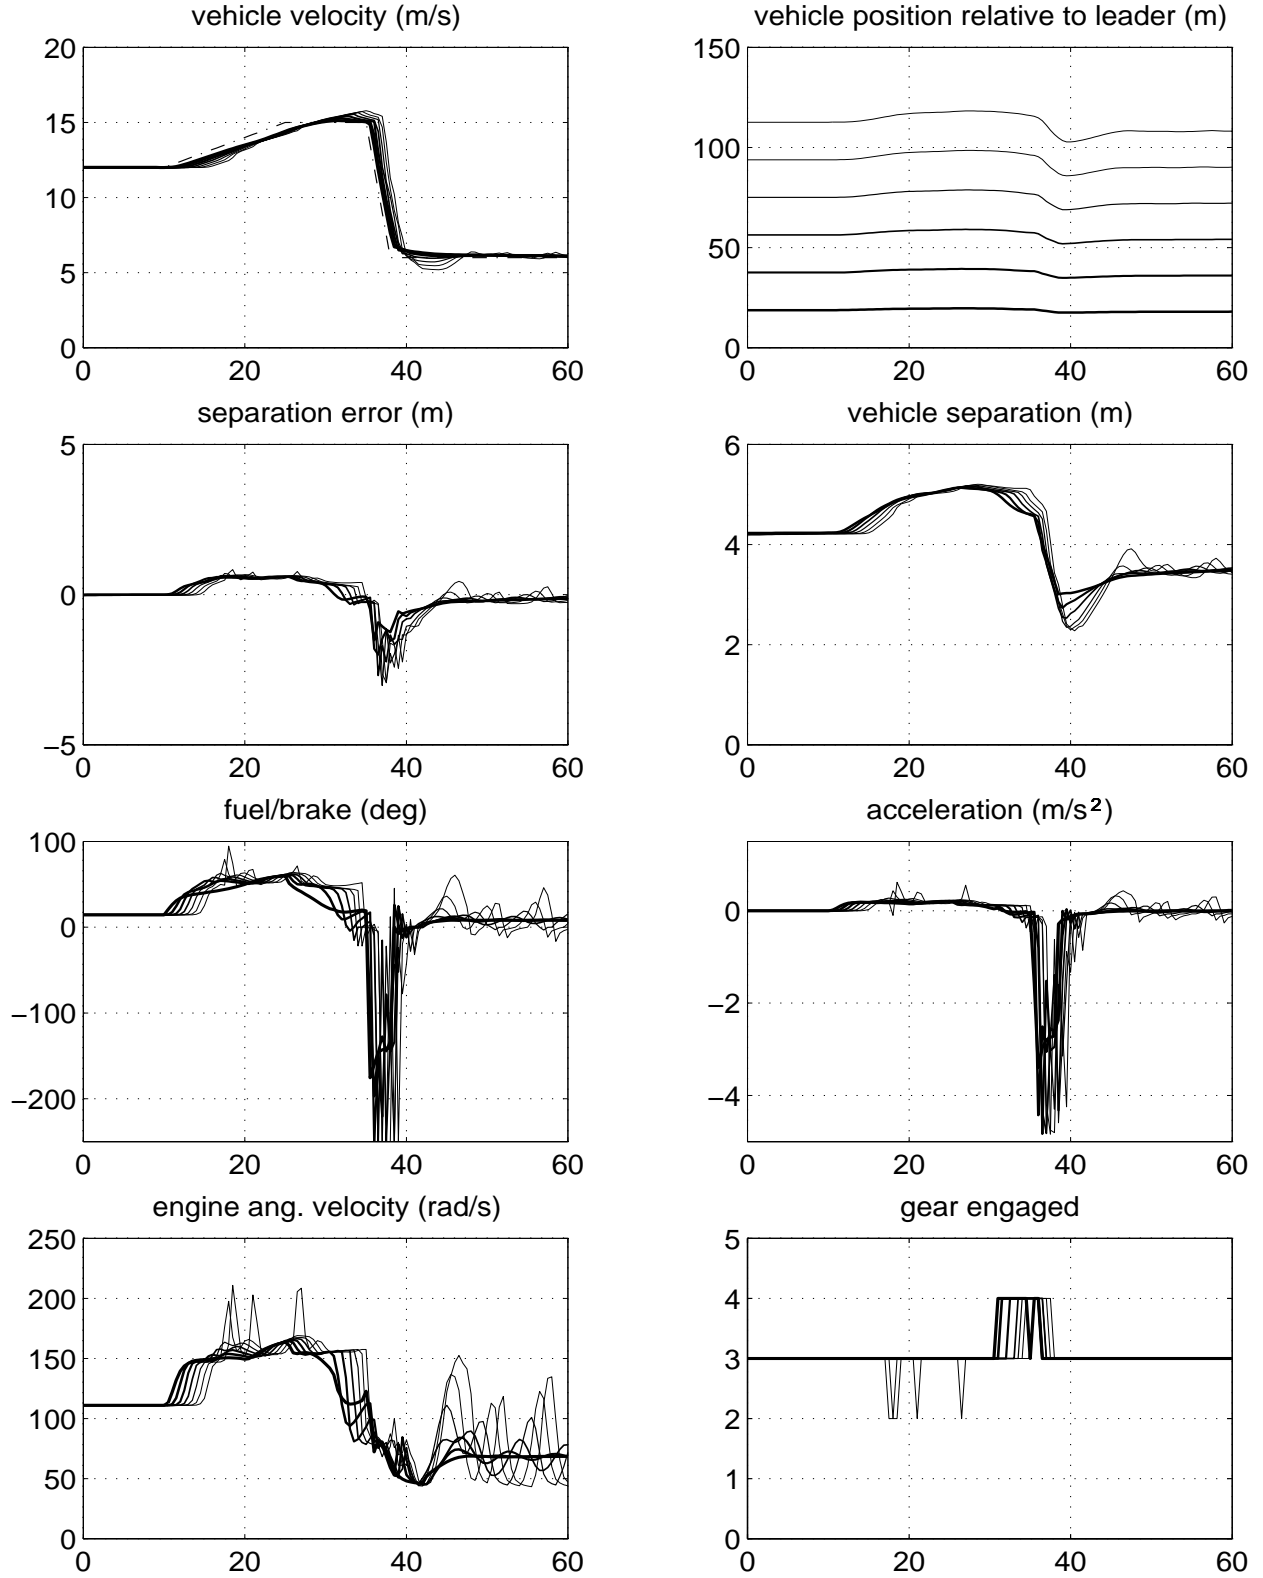 vehicle velocity (m/s)
20
15
10
5
0
0 20 40 60
vehicle position relative to leader (m)
150
100
50
0
0 20 40 60
separation error (m)
5
0
−5
0 20 40 60
vehicle separation (m)
6
4
2
0
0 20 40 60
fuel/brake (deg)
100
0
−100
−200
0 20 40 60
acceleration (m/s²)
0
−2
−4
0 20 40 60
engine ang. velocity (rad/s)
250
200
150
100
50
0
0 20 40 60
gear engaged
5
4
3
2
1
0
0 20 40 60